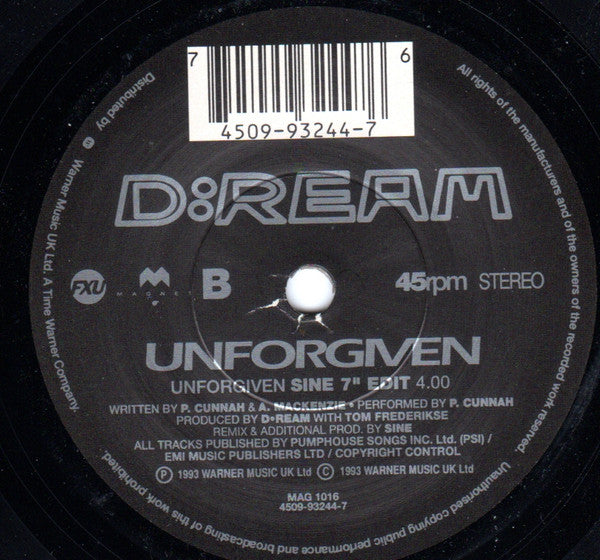 7 6
4509-93244-7
D:REAM
FXU MAGNET B 45rpm STEREO
UNFORGIVEN
UNFORGIVEN SINE 7" EDIT 4.00
WRITTEN BY P. CUNNAH & A. MACKENZIE • PERFORMED BY P. CUNNAH
PRODUCED BY D•REAM WITH TOM FREDERIKSE
REMIX & ADDITIONAL PROD. BY SINE
ALL TRACKS PUBLISHED BY PUMPHOUSE SONGS INC. Ltd. (PSI) /
EMI MUSIC PUBLISHERS LTD / COPYRIGHT CONTROL
Ⓟ 1993 WARNER MUSIC UK Ltd Ⓒ 1993 WARNER MUSIC UK Ltd
MAG 1016
4509-93244-7
Distributed by Warner Music UK Ltd. A Time Warner Company.
All rights of the manufacturers and of the owners of the recorded work reserved. Unauthorised copying public performance and broadcasting of this work prohibited.